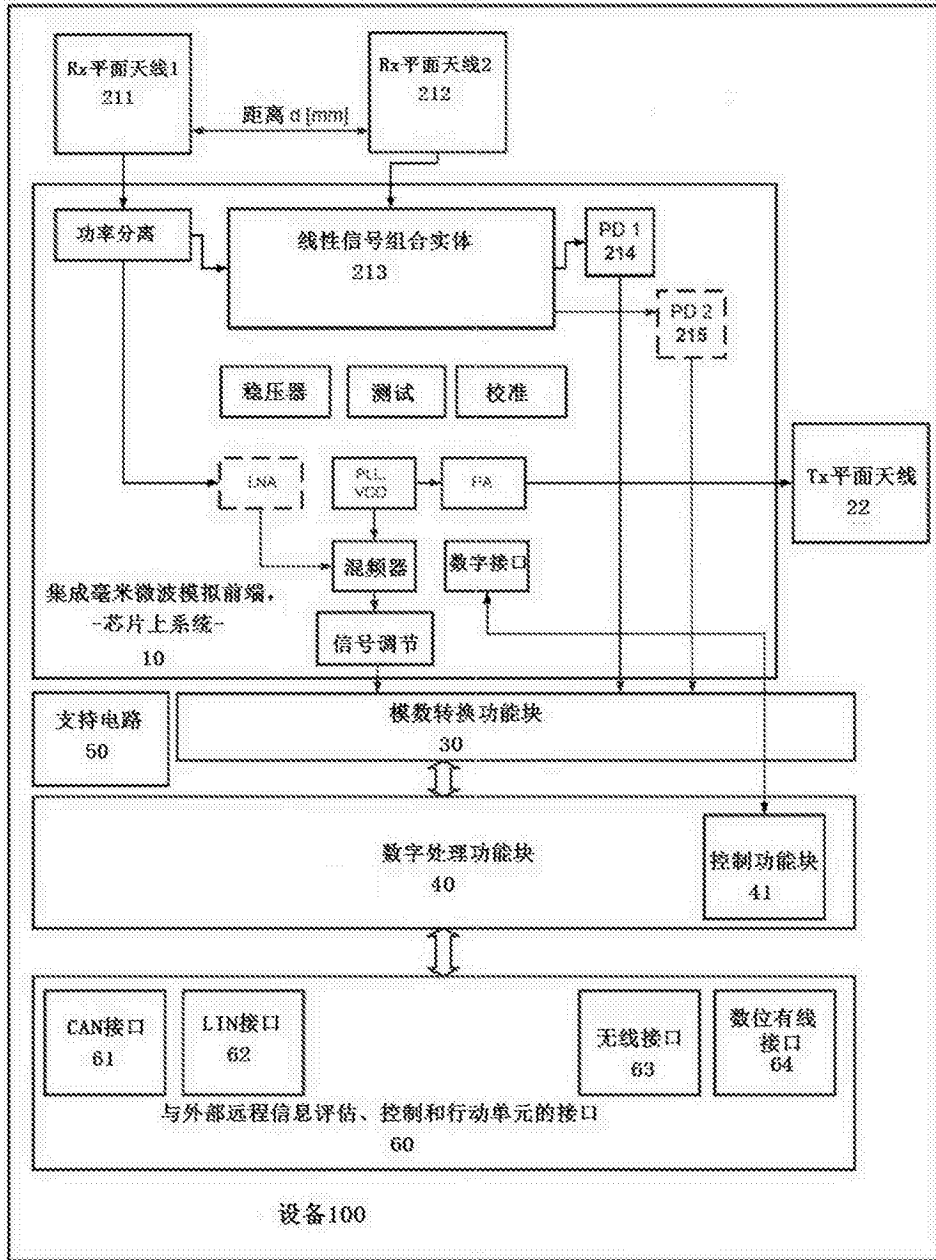 Rx平面天线1
211
Rx平面天线2
212
距离 d [mm]
功率分离
线性信号组合实体
213
PD 1
214
PD 2
215
稳压器
测试
校准
LNA
PLL,
VCO
PA
Tx平面天线
22
混频器
数字接口
集成毫米微波模拟前端，
-芯片上系统-
10
信号调节
支持电路
50
模数转换功能块
30
数字处理功能块
40
控制功能块
41
CAN接口
61
LIN接口
62
无线接口
63
数位有线
接口
64
与外部远程信息评估、控制和行动单元的接口
60
设备100